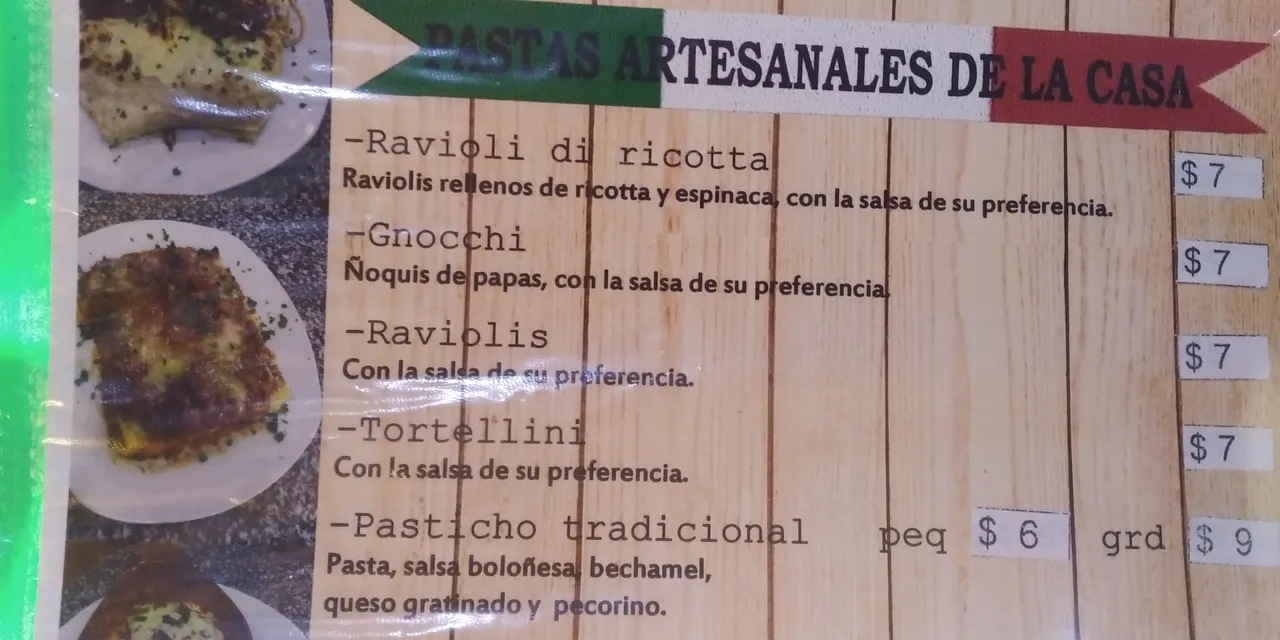 PASTAS ARTESANALES DE LA CASA
-Ravioli di ricotta $7
Raviolis rellenos de ricotta y espinaca, con la salsa de su preferencia.
-Gnocchi $7
Ñoquis de papas, con la salsa de su preferencia
-Raviolis $7
Con la salsa de su preferencia.
-Tortellini $7
Con la salsa de su preferencia.
-Pasticho tradicional peq $6 grd $9
Pasta, salsa boloñesa, bechamel,
queso gratinado y pecorino.